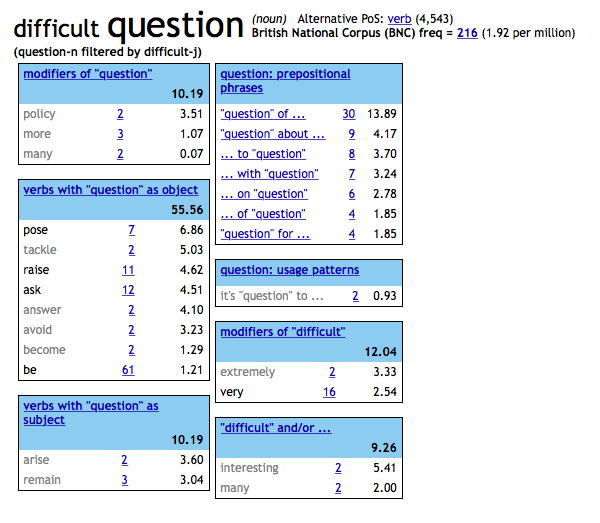 difficult question (noun) Alternative PoS: verb (4,543)
British National Corpus (BNC) freq = 216 (1.92 per million)
(question-n filtered by difficult-j)
modifiers of "question"
10.19
policy 2 3.51
more 3 1.07
many 2 0.07
verbs with "question" as object
55.56
pose 7 6.86
tackle 2 5.03
raise 11 4.62
ask 12 4.51
answer 2 4.10
avoid 2 3.23
become 2 1.29
be 61 1.21
verbs with "question" as
subject
10.19
arise 2 3.60
remain 3 3.04
question: prepositional
phrases
"question" of ... 30 13.89
"question" about ... 9 4.17
... to "question" 8 3.70
... with "question" 7 3.24
... on "question" 6 2.78
... of "question" 4 1.85
"question" for ... 4 1.85
question: usage patterns
it's "question" to ... 2 0.93
modifiers of "difficult"
12.04
extremely 2 3.33
very 16 2.54
"difficult" and/or ...
9.26
interesting 2 5.41
many 2 2.00